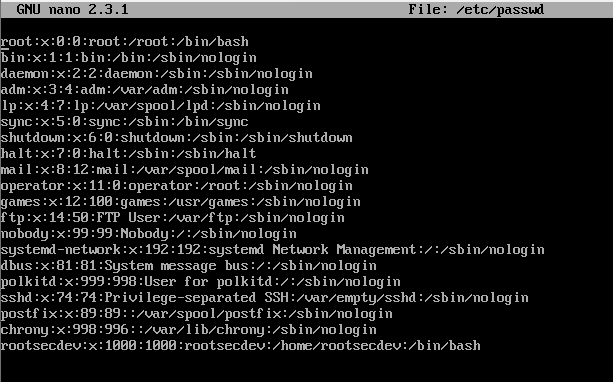 GNU nano 2.3.1 File: /etc/passwd
root:x:0:0:root:/root:/bin/bash
bin:x:1:1:bin:/bin:/sbin/nologin
daemon:x:2:2:daemon:/sbin:/sbin/nologin
adm:x:3:4:adm:/var/adm:/sbin/nologin
lp:x:4:7:lp:/var/spool/lpd:/sbin/nologin
sync:x:5:0:sync:/sbin:/bin/sync
shutdown:x:6:0:shutdown:/sbin:/sbin/shutdown
halt:x:7:0:halt:/sbin:/sbin/halt
mail:x:8:12:mail:/var/spool/mail:/sbin/nologin
operator:x:11:0:operator:/root:/sbin/nologin
games:x:12:100:games:/usr/games:/sbin/nologin
ftp:x:14:50:FTP User:/var/ftp:/sbin/nologin
nobody:x:99:99:Nobody:/:/sbin/nologin
systemd-network:x:192:192:systemd Network Management:/:/sbin/nologin
dbus:x:81:81:System message bus:/:/sbin/nologin
polkitd:x:999:998:User for polkitd:/:/sbin/nologin
sshd:x:74:74:Privilege-separated SSH:/var/empty/sshd:/sbin/nologin
postfix:x:89:89::/var/spool/postfix:/sbin/nologin
chrony:x:998:996::/var/lib/chrony:/sbin/nologin
rootsecdev:x:1000:1000:rootsecdev:/home/rootsecdev:/bin/bash